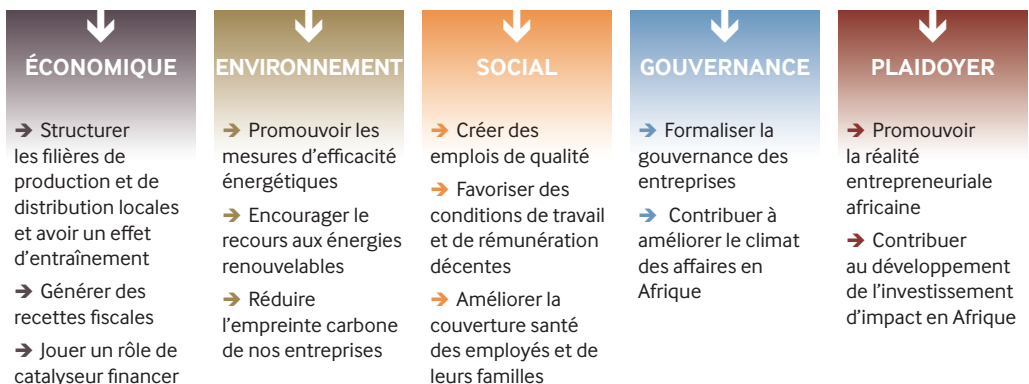 ÉCONOMIQUE
➔ Structurer
les filières de
production et de
distribution locales
et avoir un effet
d'entraînement
➔ Générer des
recettes fiscales
➔ Jouer un rôle de
catalyseur financer
ENVIRONNEMENT
➔ Promouvoir les
mesures d'efficacité
énergétiques
➔ Encourager le
recours aux énergies
renouvelables
➔ Réduire
l'empreinte carbone
de nos entreprises
SOCIAL
➔ Créer des
emplois de qualité
➔ Favoriser des
conditions de travail
et de rémunération
décentes
➔ Améliorer la
couverture santé
des employés et de
leurs familles
GOUVERNANCE
➔ Formaliser la
gouvernance des
entreprises
➔ Contribuer à
améliorer le climat
des affaires en
Afrique
PLAIDOYER
➔ Promouvoir
la réalité
entrepreneuriale
africaine
➔ Contribuer
au développement
de l'investissement
d'impact en Afrique